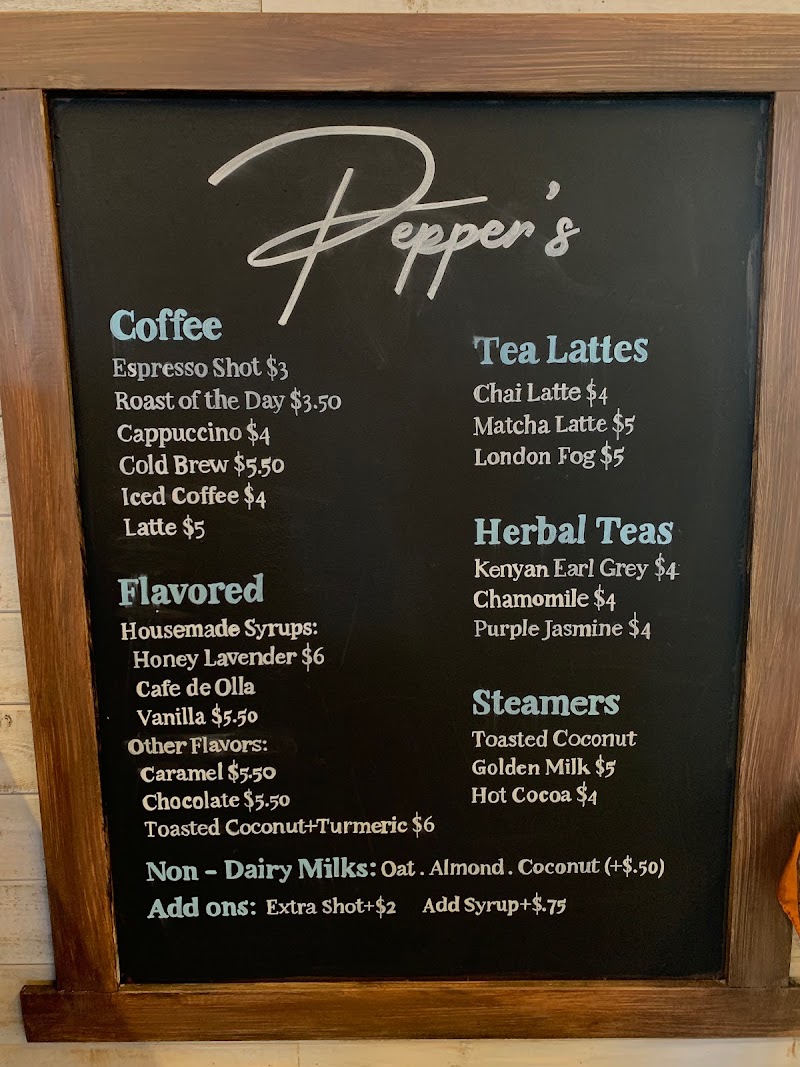 Pepper's
Coffee
Espresso Shot $3
Roast of the Day $3.50
Cappuccino $4
Cold Brew $5.50
Iced Coffee $4
Latte $5
Flavored
Housemade Syrups:
Honey Lavender $6
Cafe de Olla
Vanilla $5.50
Other Flavors:
Caramel $5.50
Chocolate $5.50
Toasted Coconut+Turmeric $6
Tea Lattes
Chai Latte $4
Matcha Latte $5
London Fog $5
Herbal Teas
Kenyan Earl Grey $4
Chamomile $4
Purple Jasmine $4
Steamers
Toasted Coconut
Golden Milk $5
Hot Cocoa $4
Non - Dairy Milks: Oat . Almond . Coconut (+$.50)
Add ons: Extra Shot+$2 Add Syrup+$.75